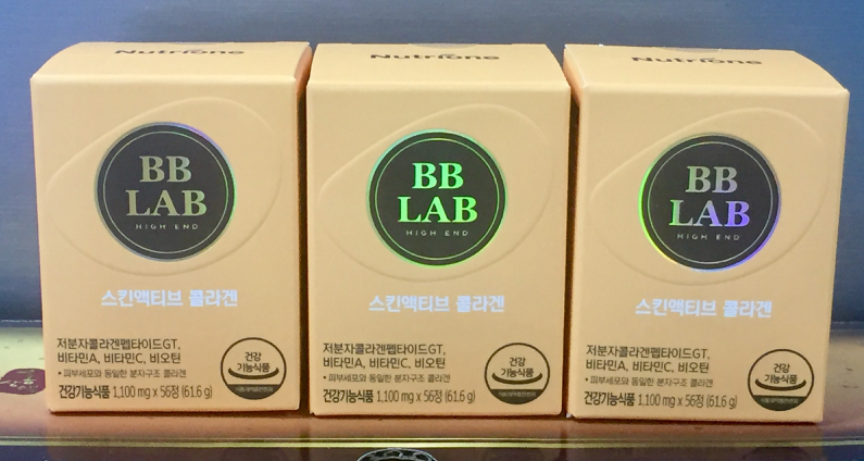 Nutrione
BB
LAB
HIGH END
스킨액티브 콜라겐
저분자콜라겐펩타이드GT,
비타민A, 비타민C, 비오틴
• 피부세포와 동일한 분자구조 콜라겐
건강기능식품 1,100 mg x 56정 (61.6 g)
건강
기능식품
Nutrione
BB
LAB
HIGH END
스킨액티브 콜라겐
저분자콜라겐펩타이드GT,
비타민A, 비타민C, 비오틴
• 피부세포와 동일한 분자구조 콜라겐
건강기능식품 1,100 mg x 56정 (61.6 g)
건강
기능식품
Nutrione
BB
LAB
HIGH END
스킨액티브 콜라겐
저분자콜라겐펩타이드GT,
비타민A, 비타민C, 비오틴
• 피부세포와 동일한 분자구조 콜라겐
건강기능식품 1,100 mg x 56정 (61.6 g)
건강
기능식품